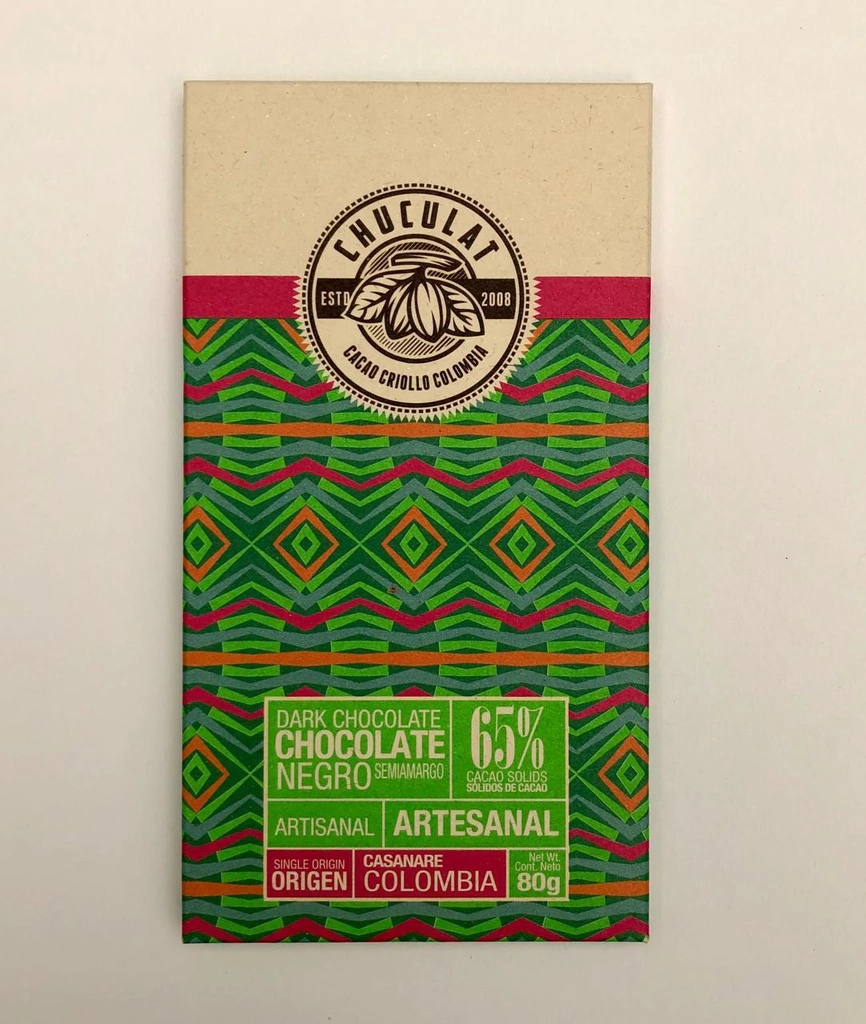 CHUCULAT
ESTD 2008
CACAO CRIOLLO COLOMBIA
DARK CHOCOLATE
CHOCOLATE
NEGRO SEMIAMARGO
65%
CACAO SOLIDS
SÓLIDOS DE CACAO
ARTISANAL
ARTESANAL
SINGLE ORIGIN
ORIGEN
CASANARE
COLOMBIA
Net Wt.
Cont. Neto
80g